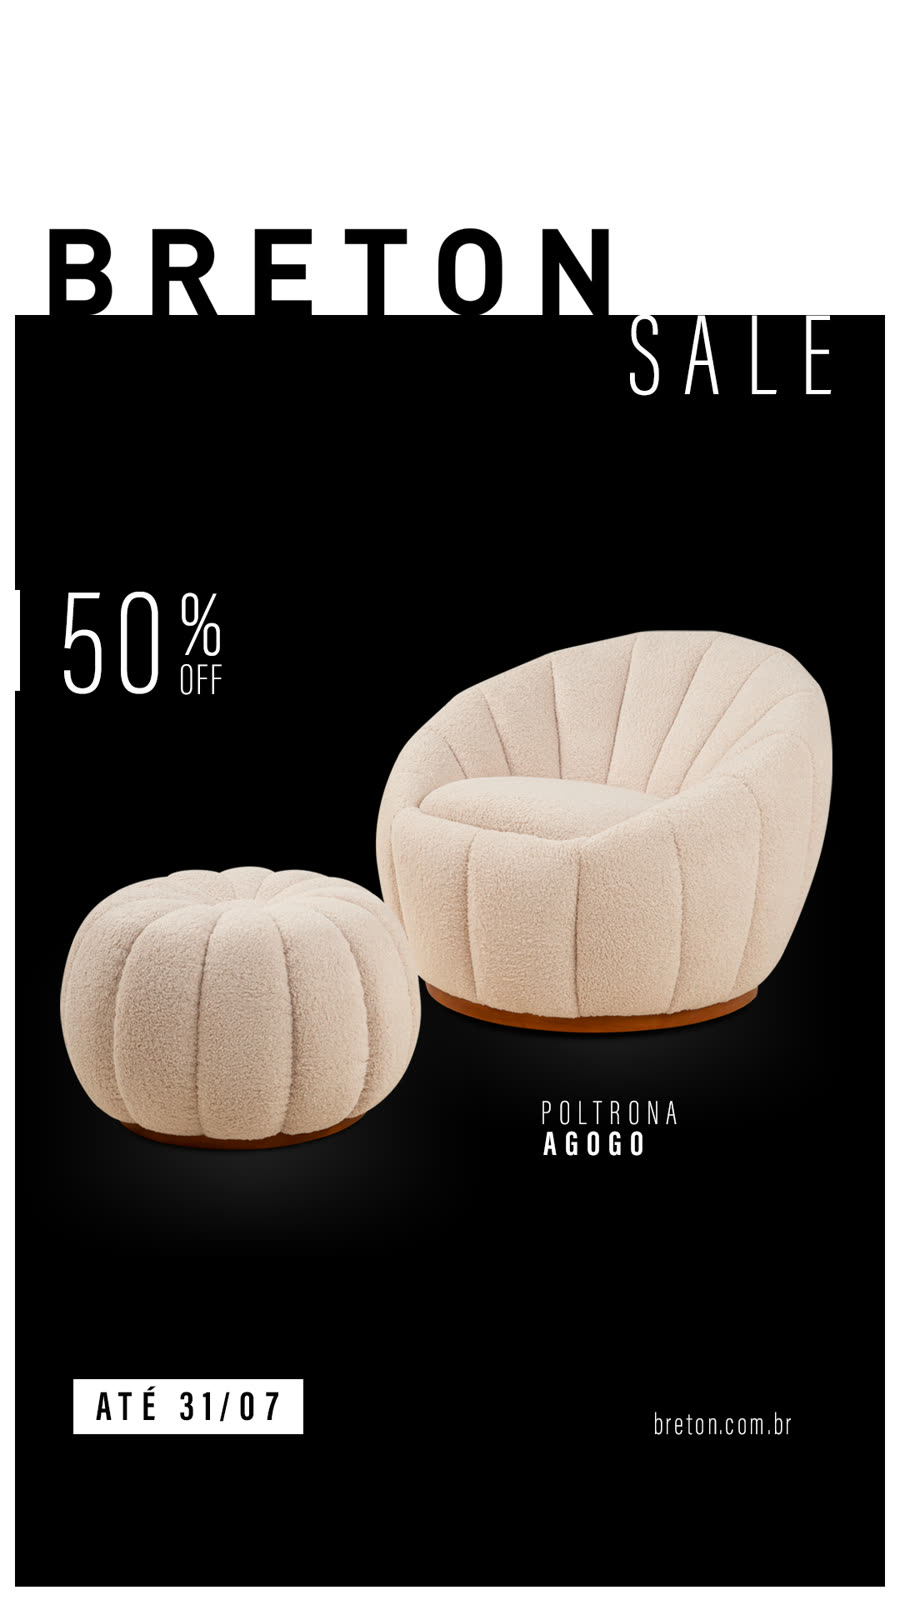 BRETON
SALE
50%
OFF
POLTRONA
AGOGO
ATÉ 31/07
breton.com.br